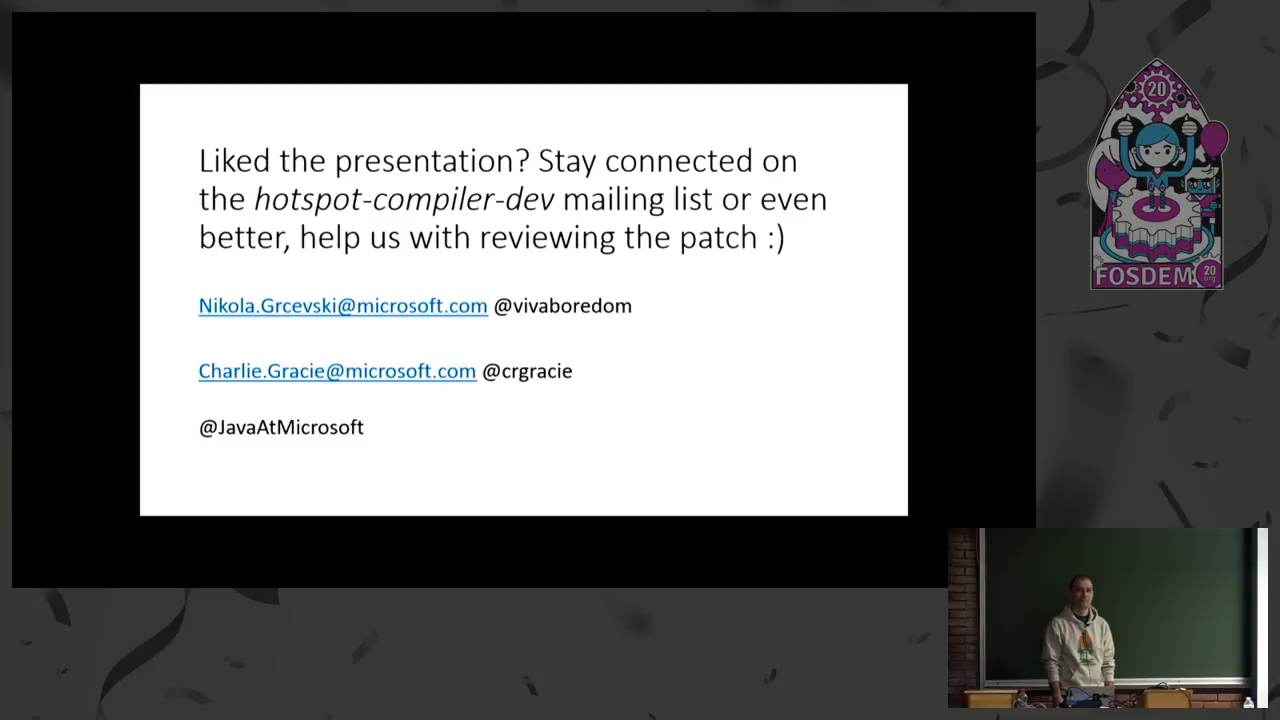 Liked the presentation? Stay connected on
the hotspot-compiler-dev mailing list or even
better, help us with reviewing the patch :)
Nikola.Grcevski@microsoft.com @vivaboredom
Charlie.Gracie@microsoft.com @crgracie
@JavaAtMicrosoft
20
FOSDEM
20
org